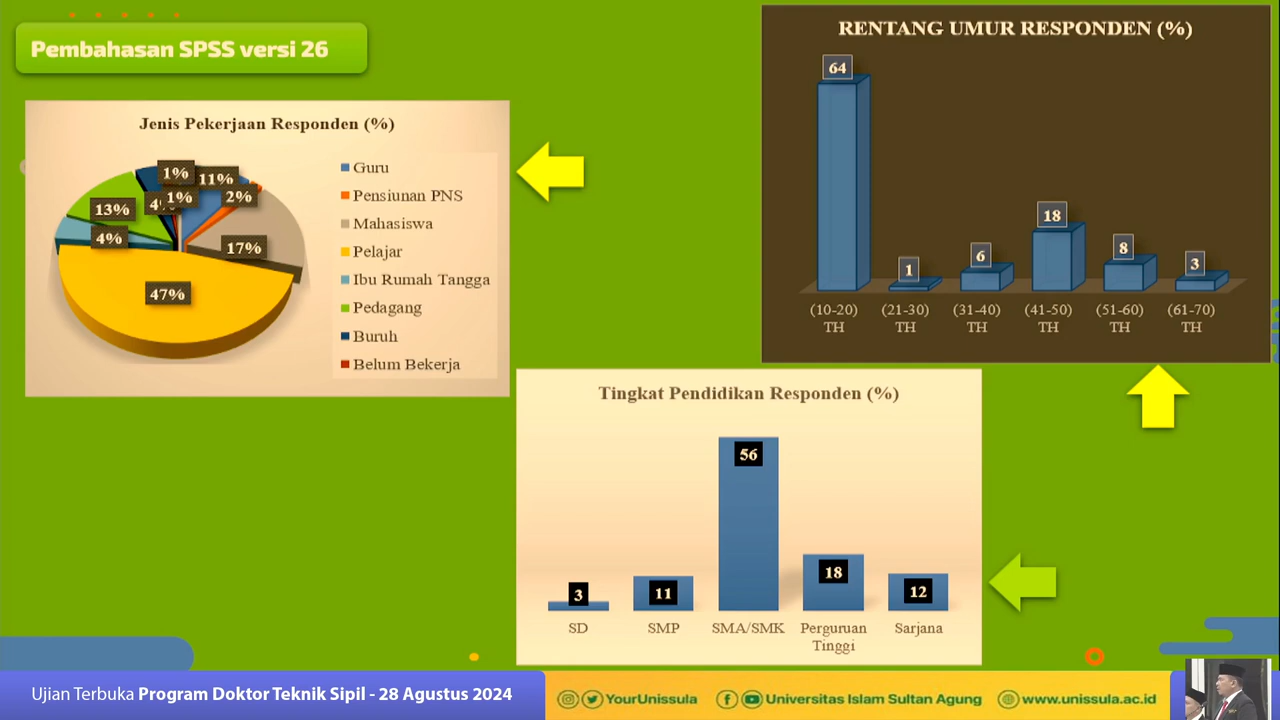 Pembahasan SPSS versi 26
Jenis Pekerjaan Responden (%)
1%
11%
4%
1%
2%
13%
4%
17%
47%
Guru
Pensiunan PNS
Mahasiswa
Pelajar
Ibu Rumah Tangga
Pedagang
Buruh
Belum Bekerja
RENTANG UMUR RESPONDEN (%)
64
1
6
18
8
3
(10-20) TH
(21-30) TH
(31-40) TH
(41-50) TH
(51-60) TH
(61-70) TH
Tingkat Pendidikan Responden (%)
3
11
56
18
12
SD
SMP
SMA/SMK
Perguruan
Tinggi
Sarjana
Ujian Terbuka Program Doktor Teknik Sipil - 28 Agustus 2024
YourUnissula
Universitas Islam Sultan Agung
www.unissula.ac.id